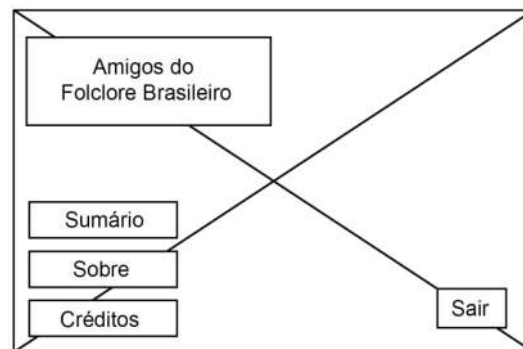 Amigos do
Folclore Brasileiro
Sumário
Sobre
Créditos
Sair